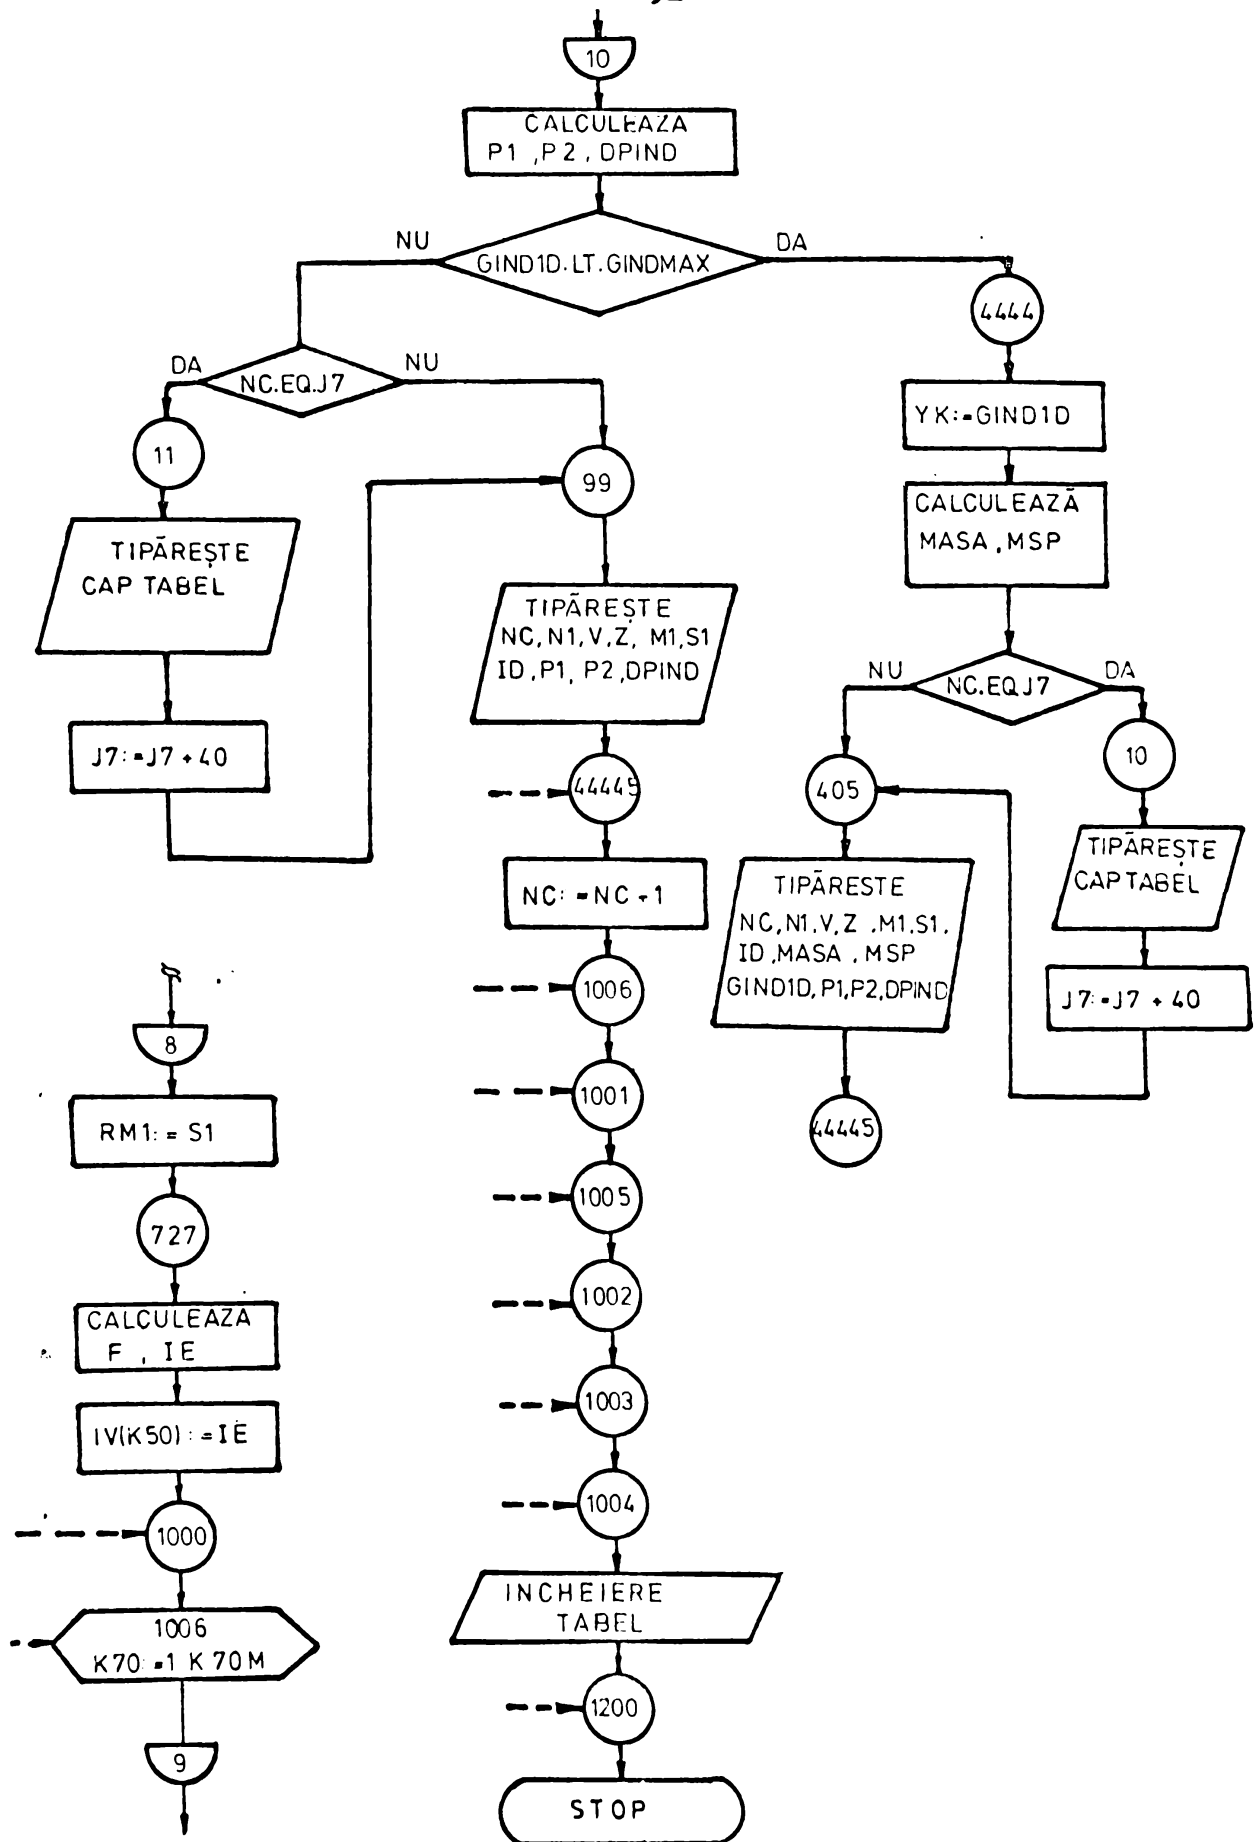 10
CALCULEAZA
P1 ,P2, DPIND
NU
GIND1D.LT.GINDMAX
DA
4444
DA
NC.EQ.J7
NU
YK:=GIND1D
11
99
CALCULEAZĂ
MASA, MSP
TIPĂREȘTE
CAP TABEL
TIPĂREȘTE
NC,N1,V,Z, M1,S1
ID,P1, P2,DPIND
NU
NC.EQ.J7
DA
J7:=J7+40
44445
405
10
NC:=NC+1
TIPĂRESTE
NC,N1,V,Z ,M1,S1,
ID,MASA, MSP
GIND1D,P1,P2,DPIND
TIPĂREȘTE
CAP TABEL
J7:=J7+40
1006
8
1001
44445
RM1:= S1
1005
727
1002
CALCULEAZA
F , IE
1003
IV(K50):=IE
1004
1000
INCHEIERE
TABEL
1006
K70:=1 K70M
1200
9
STOP